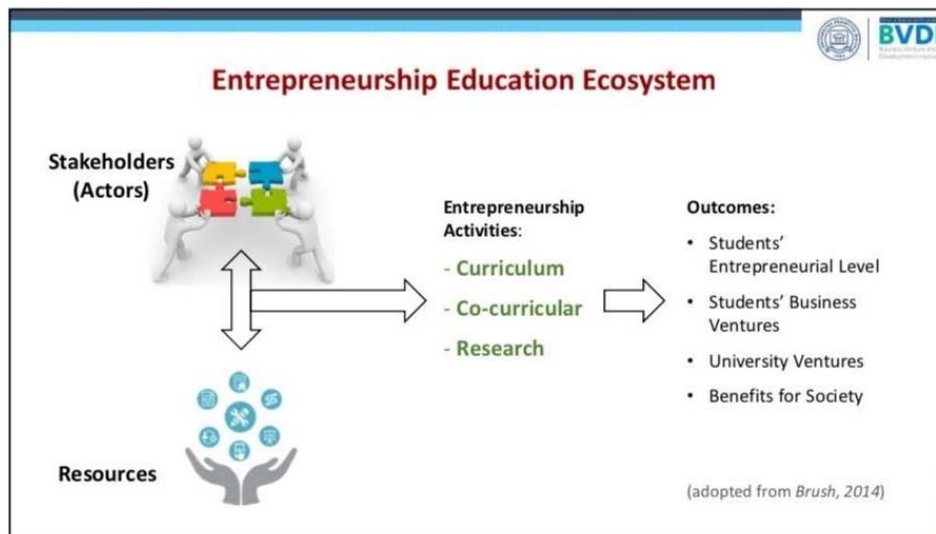 BVDI
Entrepreneurship Education Ecosystem
Stakeholders
(Actors)
Entrepreneurship
Activities:
- Curriculum
- Co-curricular
- Research
Outcomes:
• Students'
Entrepreneurial Level
• Students' Business
Ventures
• University Ventures
• Benefits for Society
Resources
(adopted from Brush, 2014)